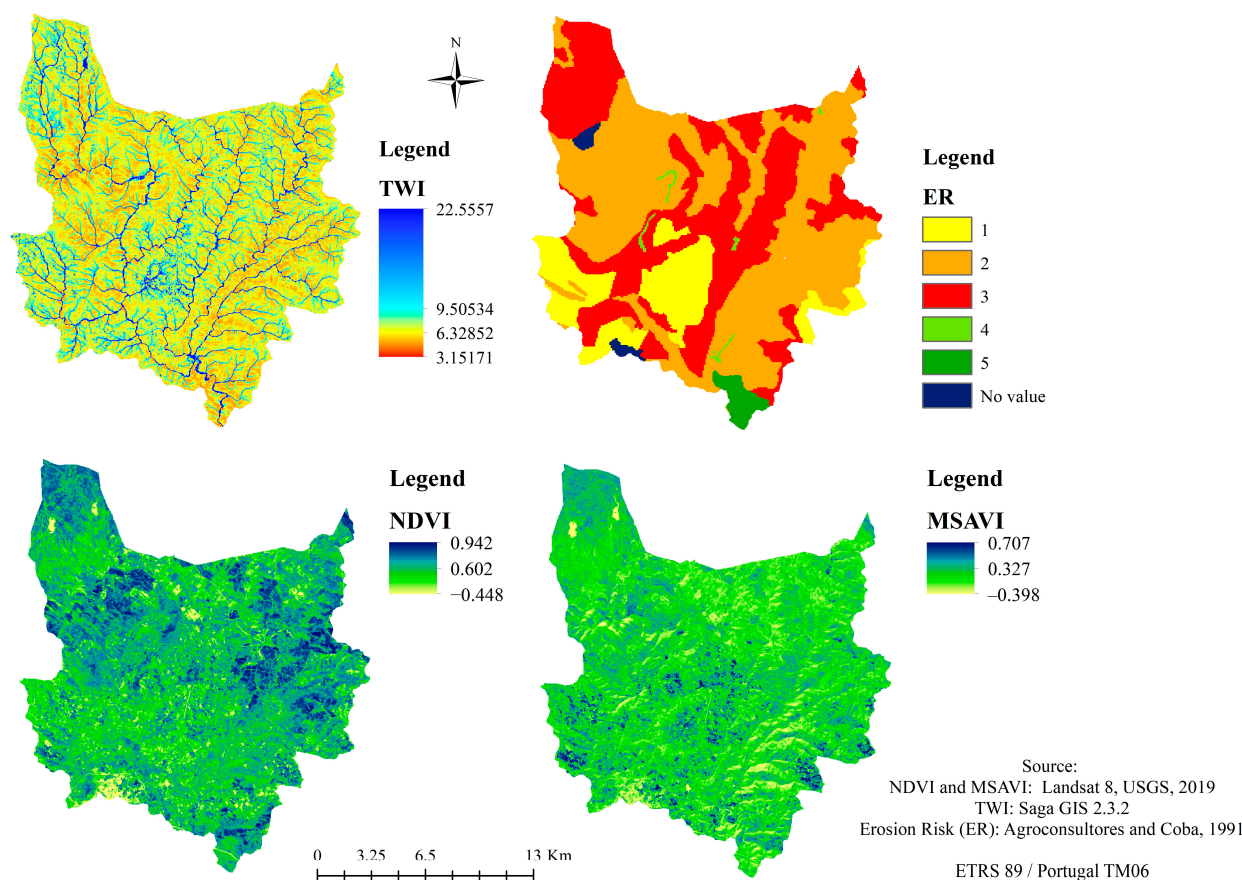 N
Legend
TWI
22.5557
9.50534
6.32852
3.15171
Legend
ER
1
2
3
4
5
No value
Legend
NDVI
0.942
0.602
−0.448
Legend
MSAVI
0.707
0.327
−0.398
0 3.25 6.5 13 Km
Source:
NDVI and MSAVI: Landsat 8, USGS, 2019
TWI: Saga GIS 2.3.2
Erosion Risk (ER): Agroconsultores and Coba, 1991
ETRS 89 / Portugal TM06